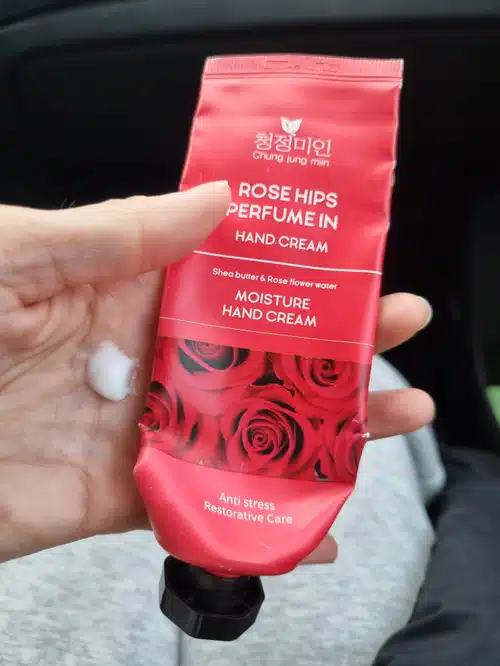 청정미인
Chung jung miin
ROSE HIPS
PERFUME IN
HAND CREAM
Shea butter & Rose flower water
MOISTURE
HAND CREAM
Anti stress
Restorative Care